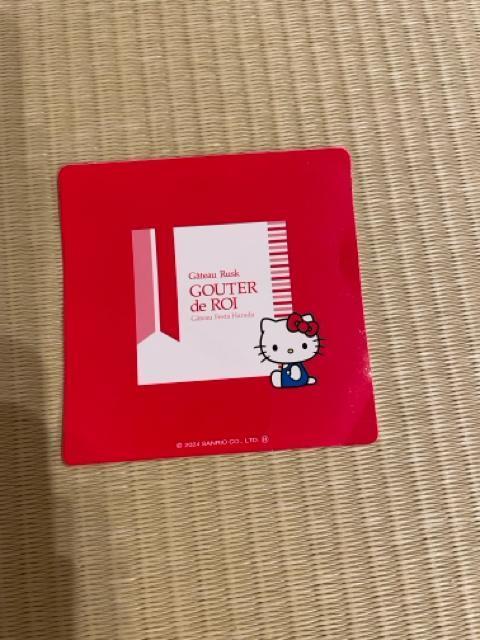 Gâteau Rusk
GOUTER
de ROI
Gâteau Festa Harada
© 2024 SANRIO CO., LTD. Ⓗ